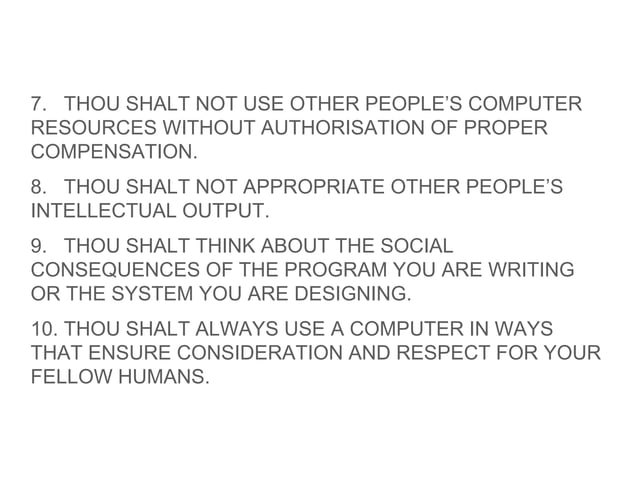 7. THOU SHALT NOT USE OTHER PEOPLE’S COMPUTER
RESOURCES WITHOUT AUTHORISATION OF PROPER
COMPENSATION.
8. THOU SHALT NOT APPROPRIATE OTHER PEOPLE’S
INTELLECTUAL OUTPUT.
9. THOU SHALT THINK ABOUT THE SOCIAL
CONSEQUENCES OF THE PROGRAM YOU ARE WRITING
OR THE SYSTEM YOU ARE DESIGNING.
10. THOU SHALT ALWAYS USE A COMPUTER IN WAYS
THAT ENSURE CONSIDERATION AND RESPECT FOR YOUR
FELLOW HUMANS.